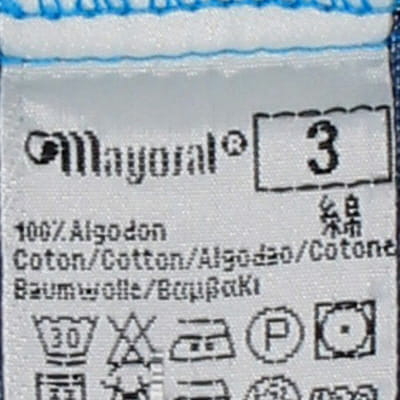 Mayoral® 3
綿
100% Algodon
Coton/Cotton/Algodao/Cotone
Baumwolle/Βαμβακι
30 P